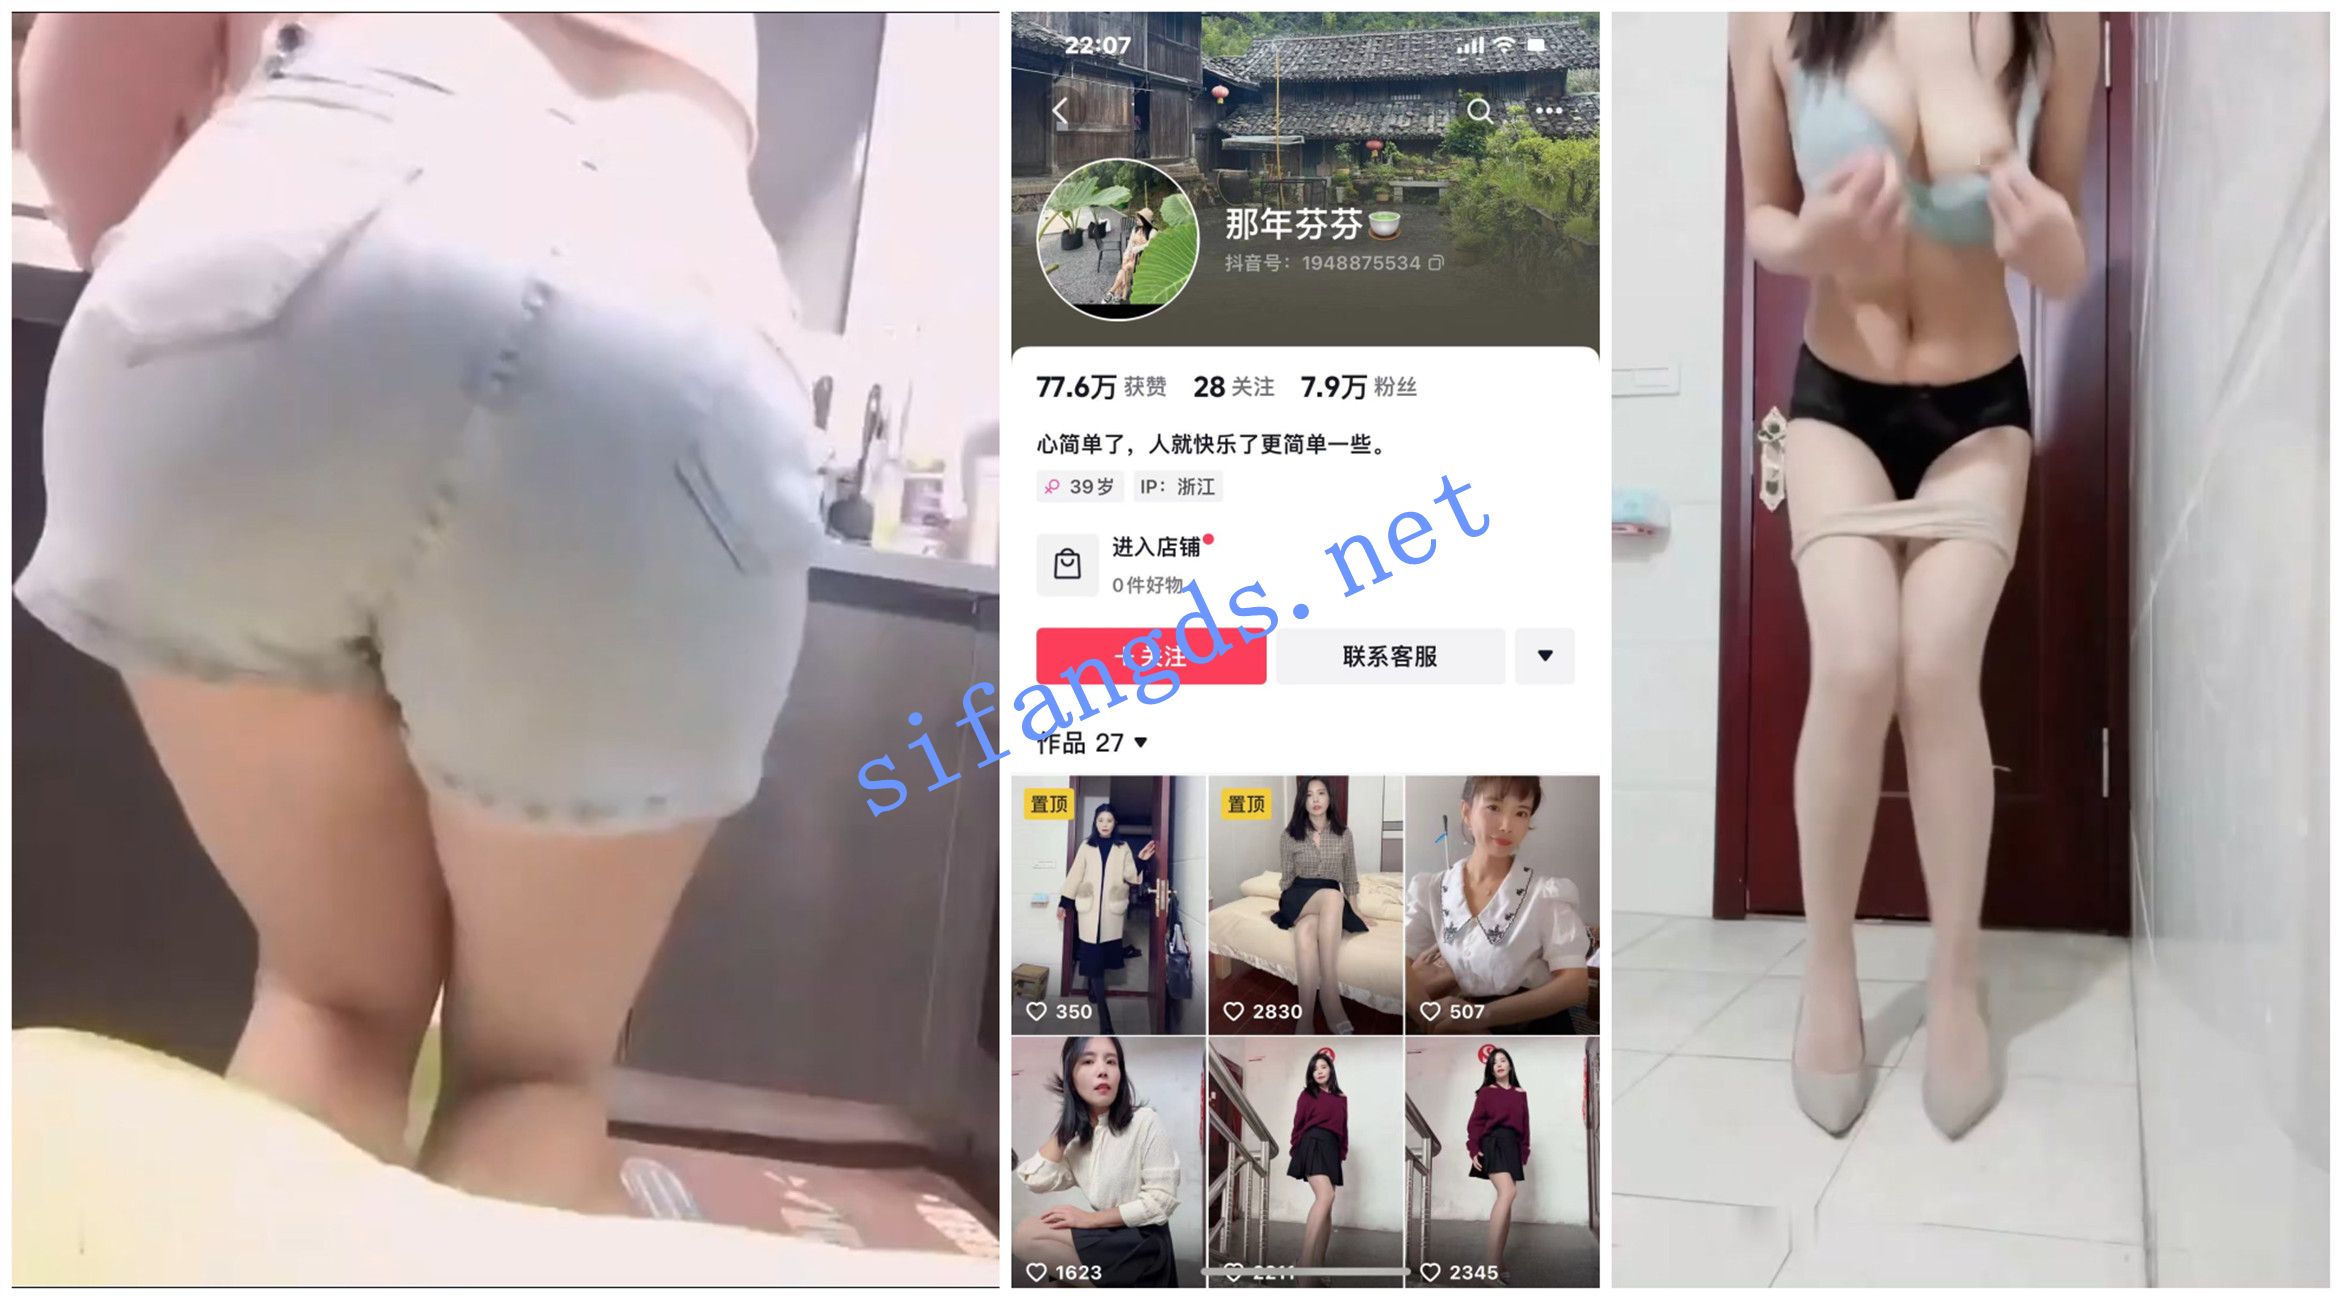 22:07
那年芬芬
抖音号：1948875534
77.6万 获赞 28 关注 7.9万 粉丝
心简单了，人就快乐了更简单一些。
39岁 IP：浙江
进入店铺
0件好物
+ 关注 联系客服
作品 27
置顶 置顶
350 2830 507
1623 2211 2345
sifangds.net